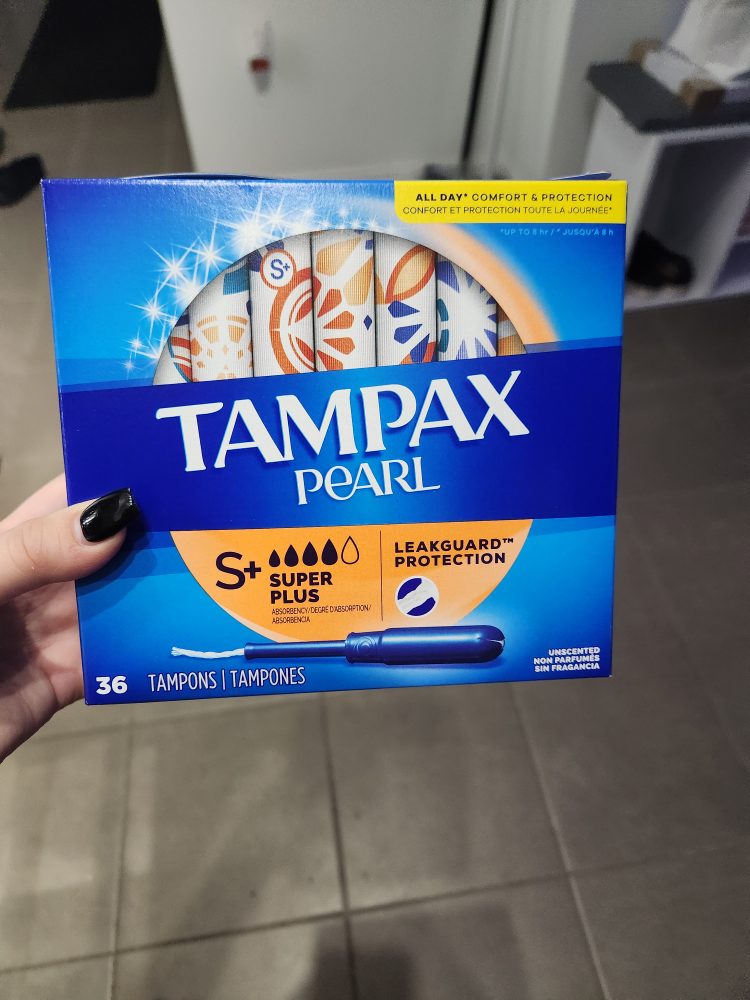 ALL DAY* COMFORT & PROTECTION
CONFORT ET PROTECTION TOUTE LA JOURNÉE*
*UP TO 8 hr / * JUSQU'À 8 h
S+
TAMPAX
PEARL
S+
SUPER
PLUS
ABSORBENCY/DEGRÉ D'ABSORPTION/
ABSORBENCIA
LEAKGUARD™
PROTECTION
36 TAMPONS | TAMPONES
UNSCENTED
NON PARFUMÉS
SIN FRAGANCIA